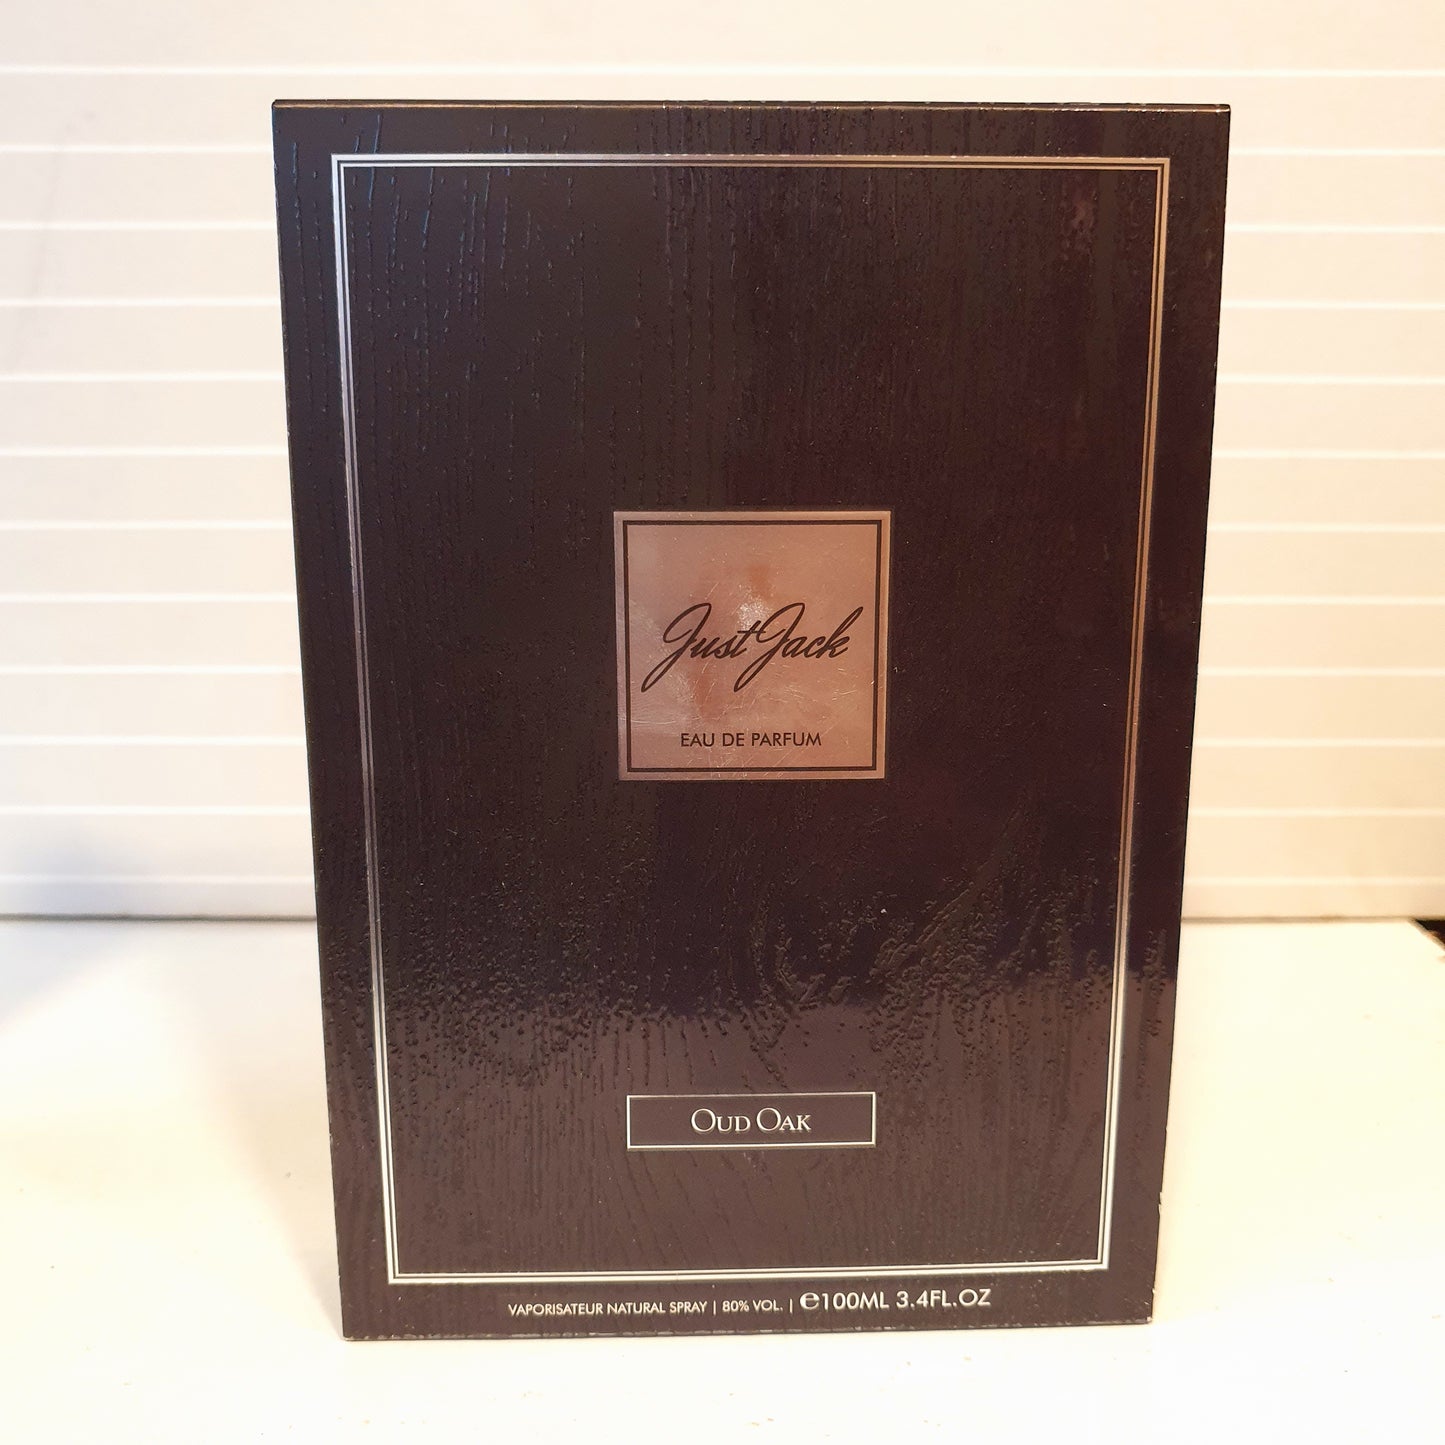 Just Jack
EAU DE PARFUM
OUD OAK
VAPORISATEUR NATURAL SPRAY | 80% VOL. | ℮100ML 3.4FL.OZ